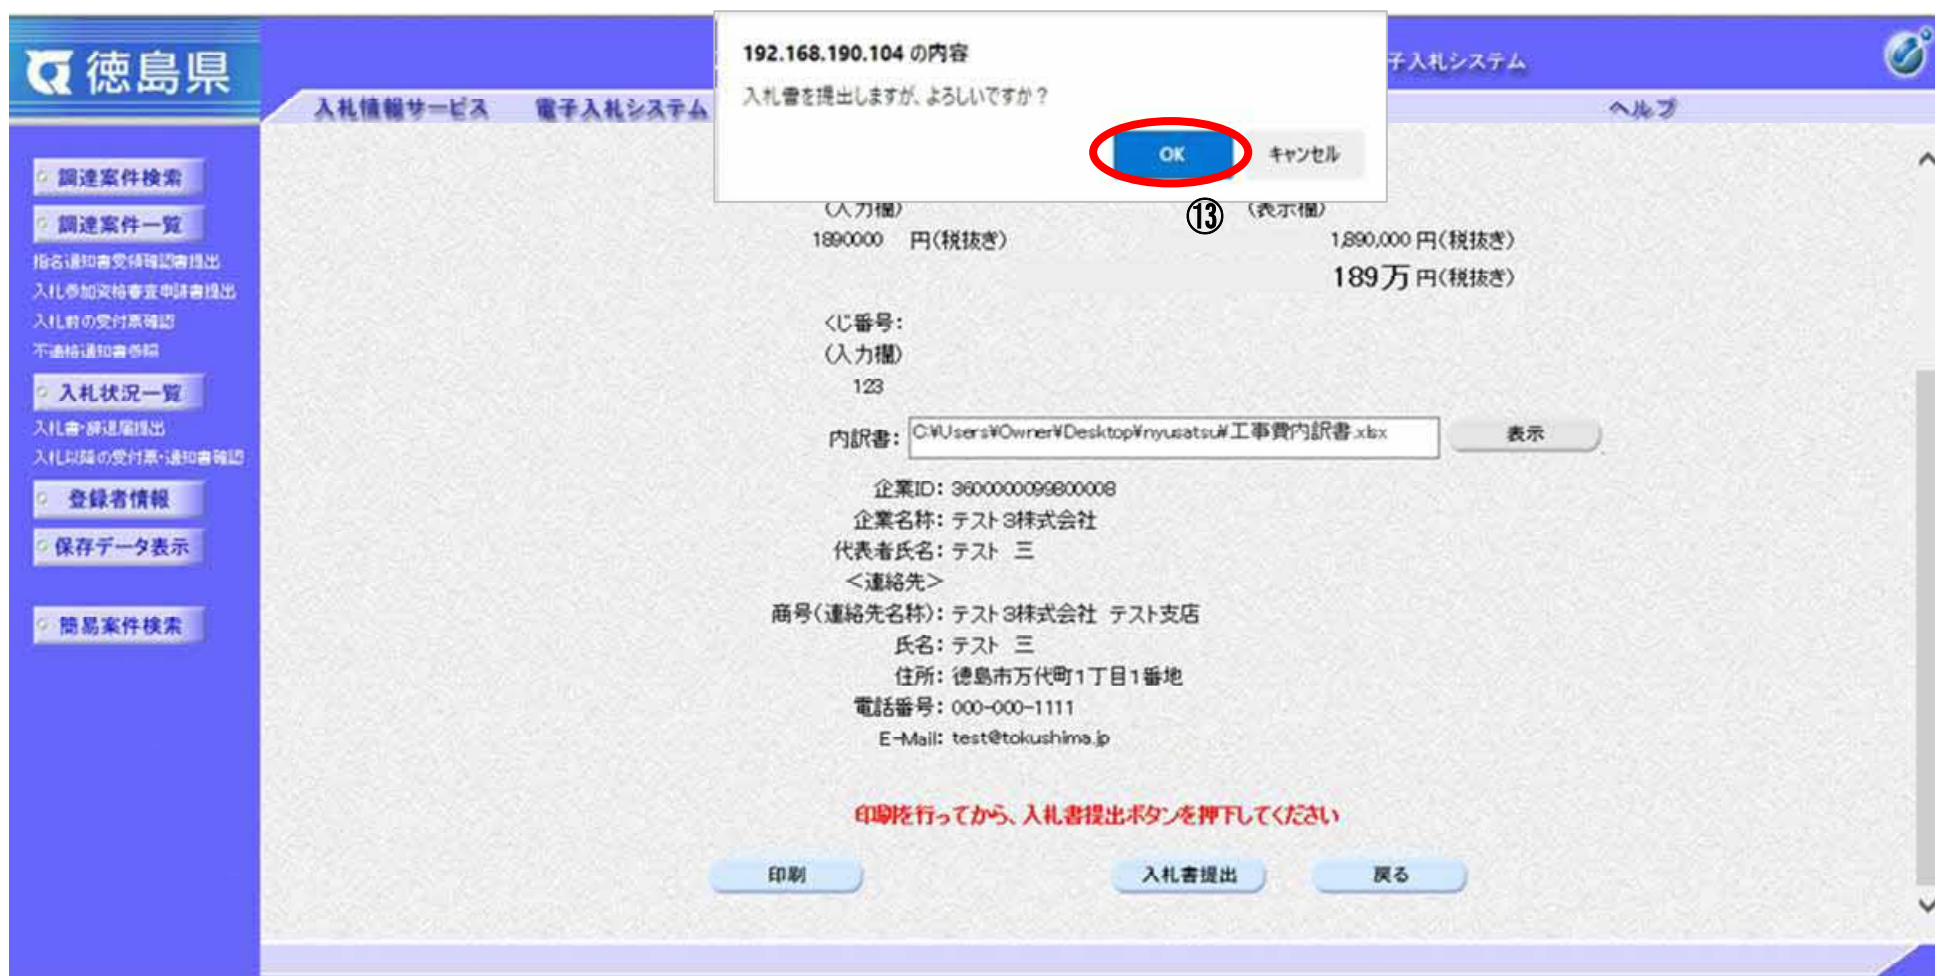 徳島県
192.168.190.104 の内容
入札書を提出しますが、よろしいですか？
OK
キャンセル
⑬
子入札システム
入札情報サービス
電子入札システム
ヘルプ
調達案件検索
調達案件一覧
指名通知書受領確認書提出
入札参加資格審査申請書提出
入札前の受付票確認
不適格通知書参照
入札状況一覧
入札書・辞退届提出
入札以降の受付票・通知書確認
登録者情報
保存データ表示
簡易案件検索
(入力欄)
(表示欄)
1890000 円(税抜き)
1,890,000 円(税抜き)
189万 円(税抜き)
くじ番号：
(入力欄)
123
内訳書： C:¥Users¥Owner¥Desktop¥nyusatsu¥工事費内訳書.xlsx 表示
企業ID： 3600000099800008
企業名称： テスト3株式会社
代表者氏名： テスト 三
＜連絡先＞
商号(連絡先名称)： テスト3株式会社 テスト支店
氏名： テスト 三
住所： 徳島市万代町1丁目1番地
電話番号： 000-000-1111
E-Mail： test@tokushima.jp
印刷を行ってから、入札書提出ボタンを押下してください
印刷
入札書提出
戻る